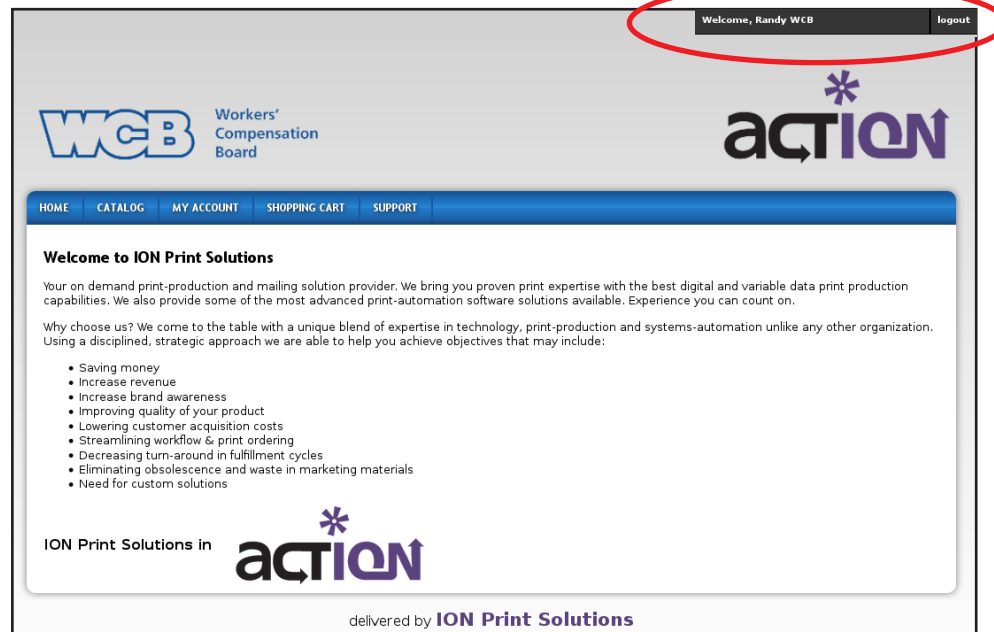 Welcome, Randy WCB logout
WCB
Workers'
Compensation
Board
acTION
HOME CATALOG MY ACCOUNT SHOPPING CART SUPPORT
Welcome to ION Print Solutions
Your on demand print-production and mailing solution provider. We bring you proven print expertise with the best digital and variable data print production
capabilities. We also provide some of the most advanced print-automation software solutions available. Experience you can count on.
Why choose us? We come to the table with a unique blend of expertise in technology, print-production and systems-automation unlike any other organization.
Using a disciplined, strategic approach we are able to help you achieve objectives that may include:
• Saving money
• Increase revenue
• Increase brand awareness
• Improving quality of your product
• Lowering customer acquisition costs
• Streamlining workflow & print ordering
• Decreasing turn-around in fulfillment cycles
• Eliminating obsolescence and waste in marketing materials
• Need for custom solutions
ION Print Solutions in acTION
delivered by ION Print Solutions